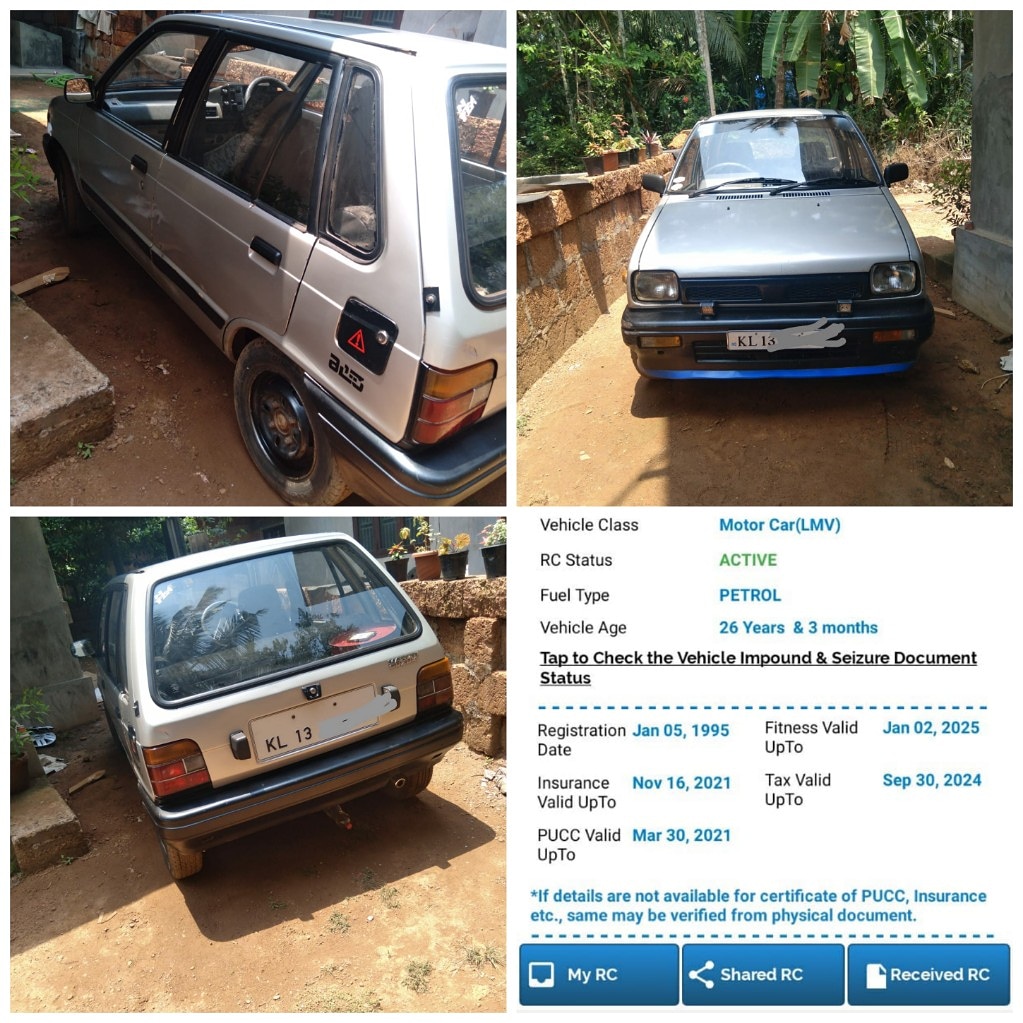 KL 13
KL 13
Vehicle Class Motor Car(LMV)
RC Status ACTIVE
Fuel Type PETROL
Vehicle Age 26 Years & 3 months
Tap to Check the Vehicle Impound & Seizure Document
Status
Registration Date Jan 05, 1995
Fitness Valid UpTo Jan 02, 2025
Insurance Valid UpTo Nov 16, 2021
Tax Valid UpTo Sep 30, 2024
PUCC Valid UpTo Mar 30, 2021
*If details are not available for certificate of PUCC, Insurance
etc., same may be verified from physical document.
My RC
Shared RC
Received RC